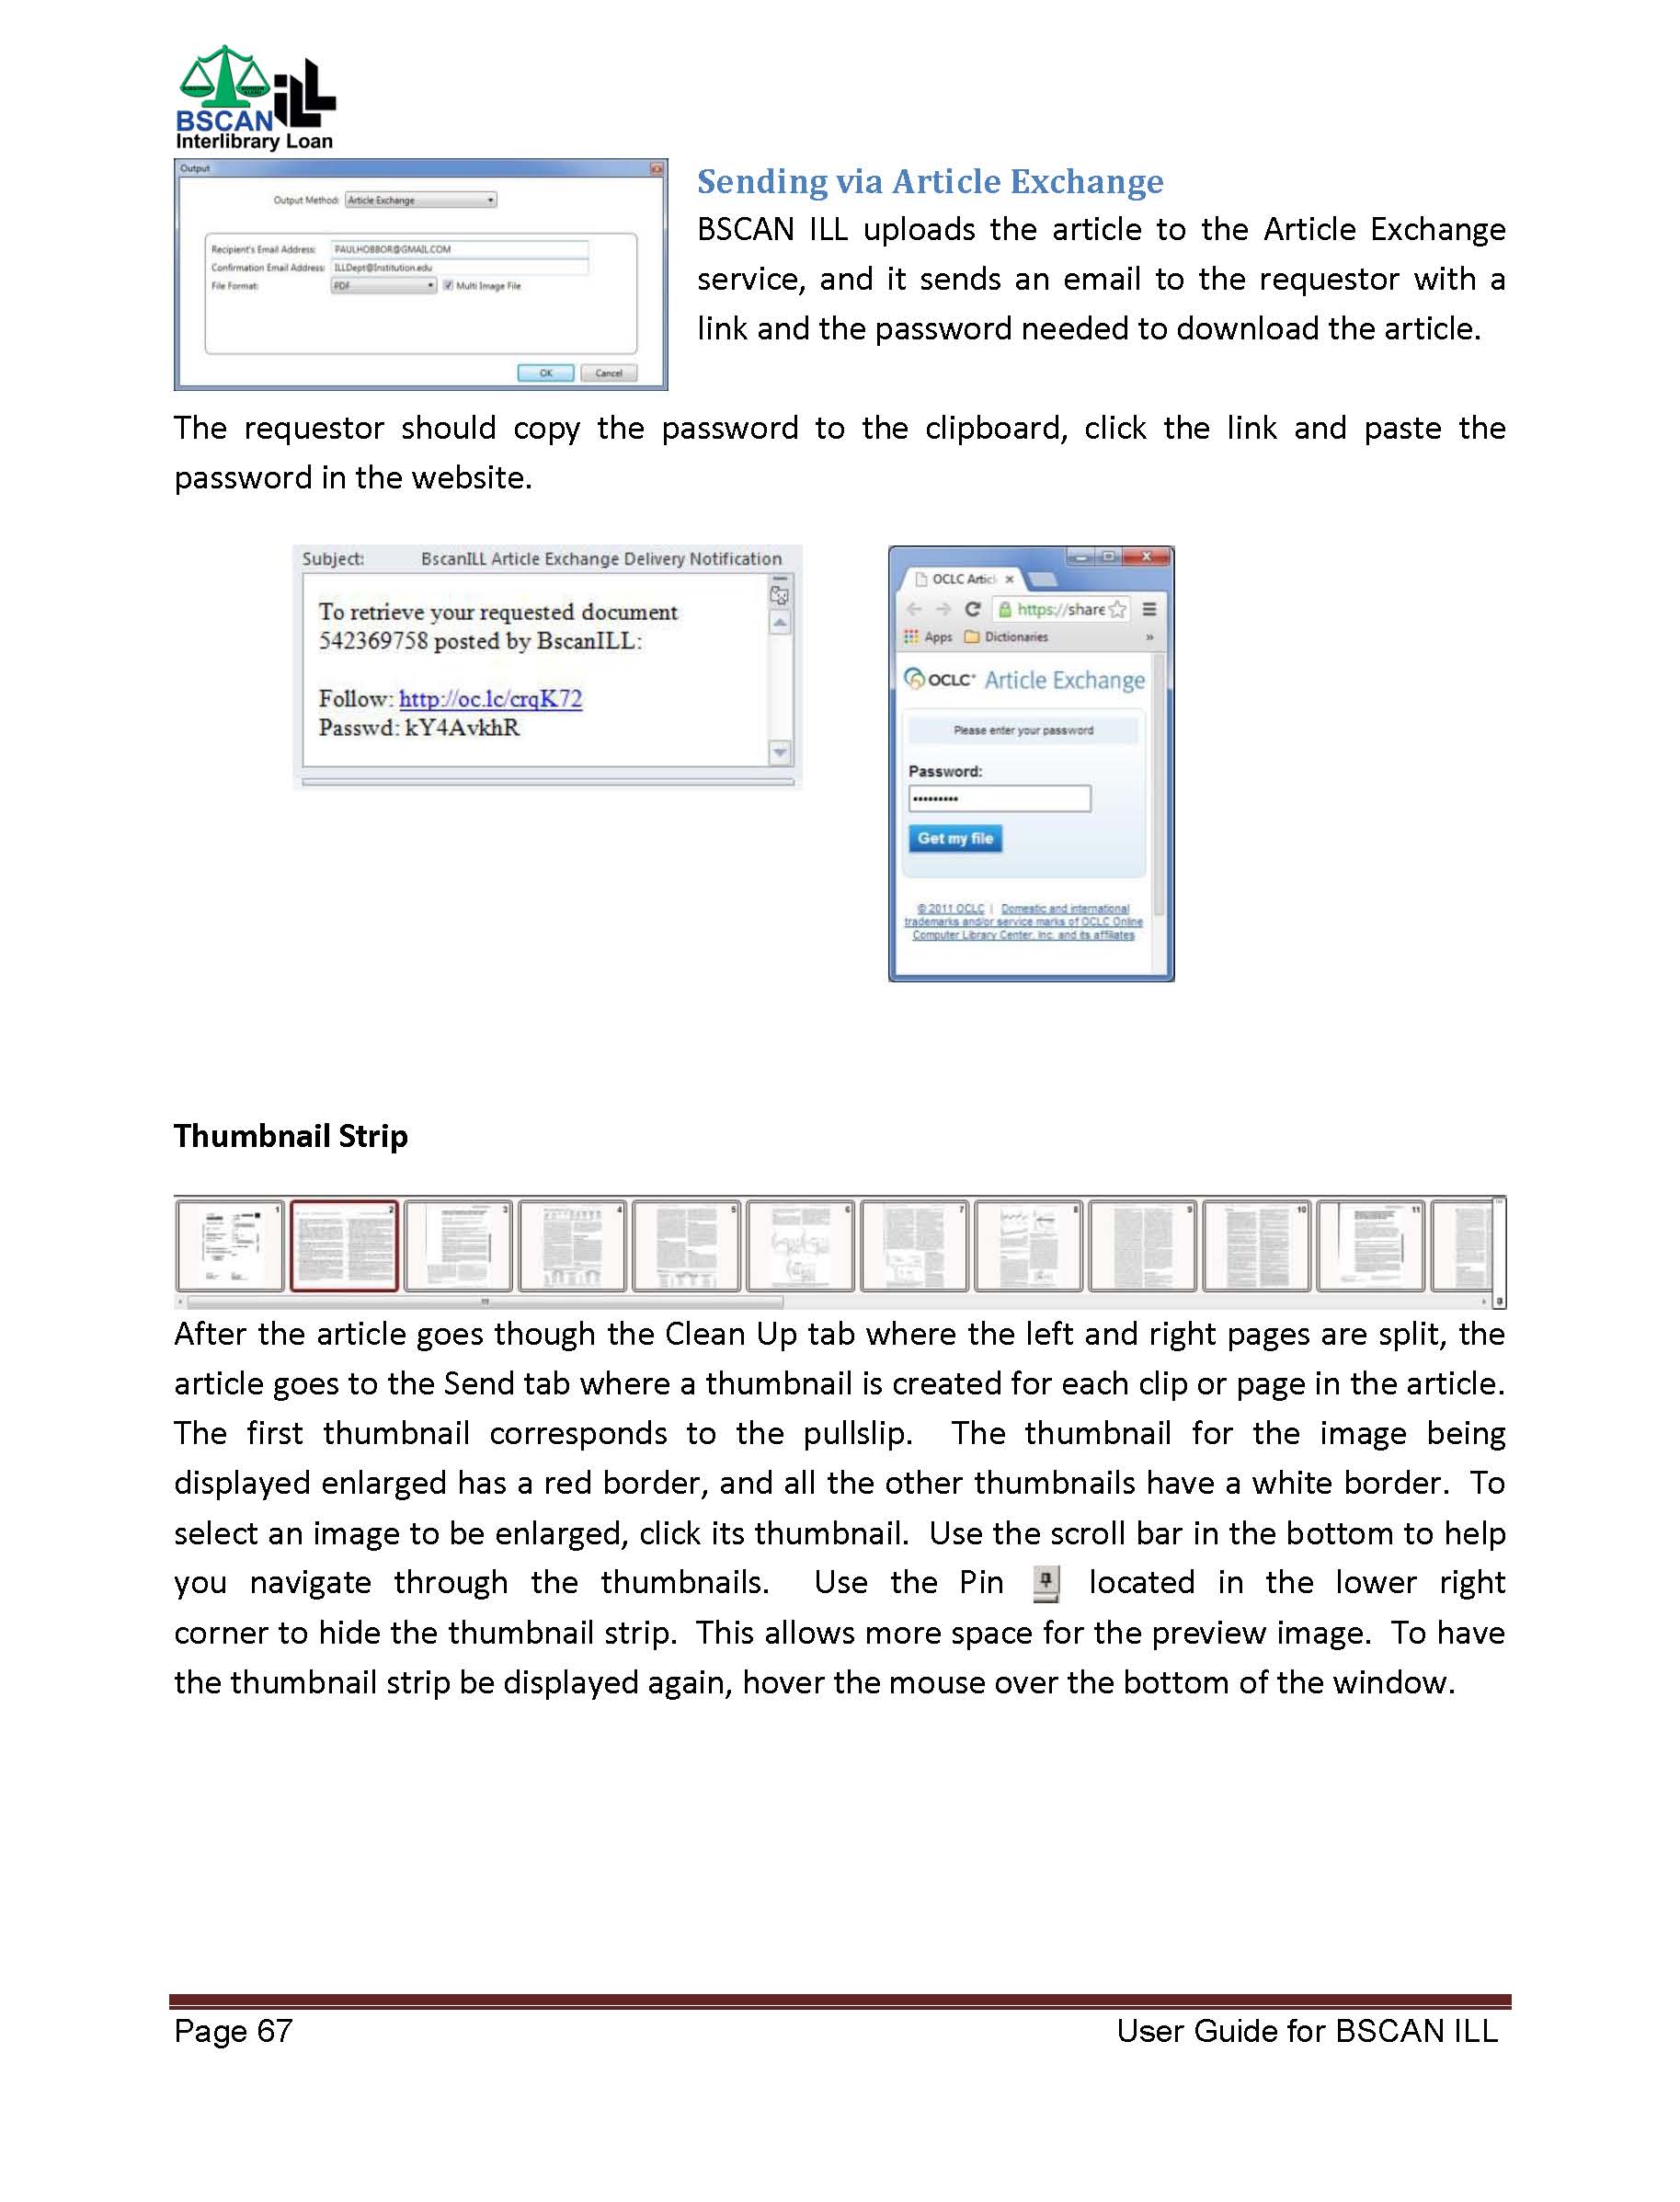 BSCAN ILL
Interlibrary Loan
Output
Output Method: Article Exchange
Recipient's Email Address: PAULHOBBOR@GMAIL.COM
Confirmation Email Address: ILLDept@Institution.edu
File Format: PDF Multi Image File
OK Cancel
Sending via Article Exchange
BSCAN ILL uploads the article to the Article Exchange
service, and it sends an email to the requestor with a
link and the password needed to download the article.
The requestor should copy the password to the clipboard, click the link and paste the
password in the website.
Subject: BscanILL Article Exchange Delivery Notification
To retrieve your requested document
542369758 posted by BscanILL:
Follow: http://oc.lc/crqK72
Passwd: kY4AvkhR
OCLC Articl
https://share
Apps Dictionaries »
OCLC Article Exchange
Please enter your password
Password:
Get my file
© 2011 OCLC | Domestic and international
trademarks and/or service marks of OCLC Online
Computer Library Center, Inc. and its affiliates
Thumbnail Strip
1 2 3 4 5 6 7 8 9 10 11
After the article goes though the Clean Up tab where the left and right pages are split, the
article goes to the Send tab where a thumbnail is created for each clip or page in the article.
The first thumbnail corresponds to the pullslip. The thumbnail for the image being
displayed enlarged has a red border, and all the other thumbnails have a white border. To
select an image to be enlarged, click its thumbnail. Use the scroll bar in the bottom to help
you navigate through the thumbnails. Use the Pin located in the lower right
corner to hide the thumbnail strip. This allows more space for the preview image. To have
the thumbnail strip be displayed again, hover the mouse over the bottom of the window.
Page 67 User Guide for BSCAN ILL